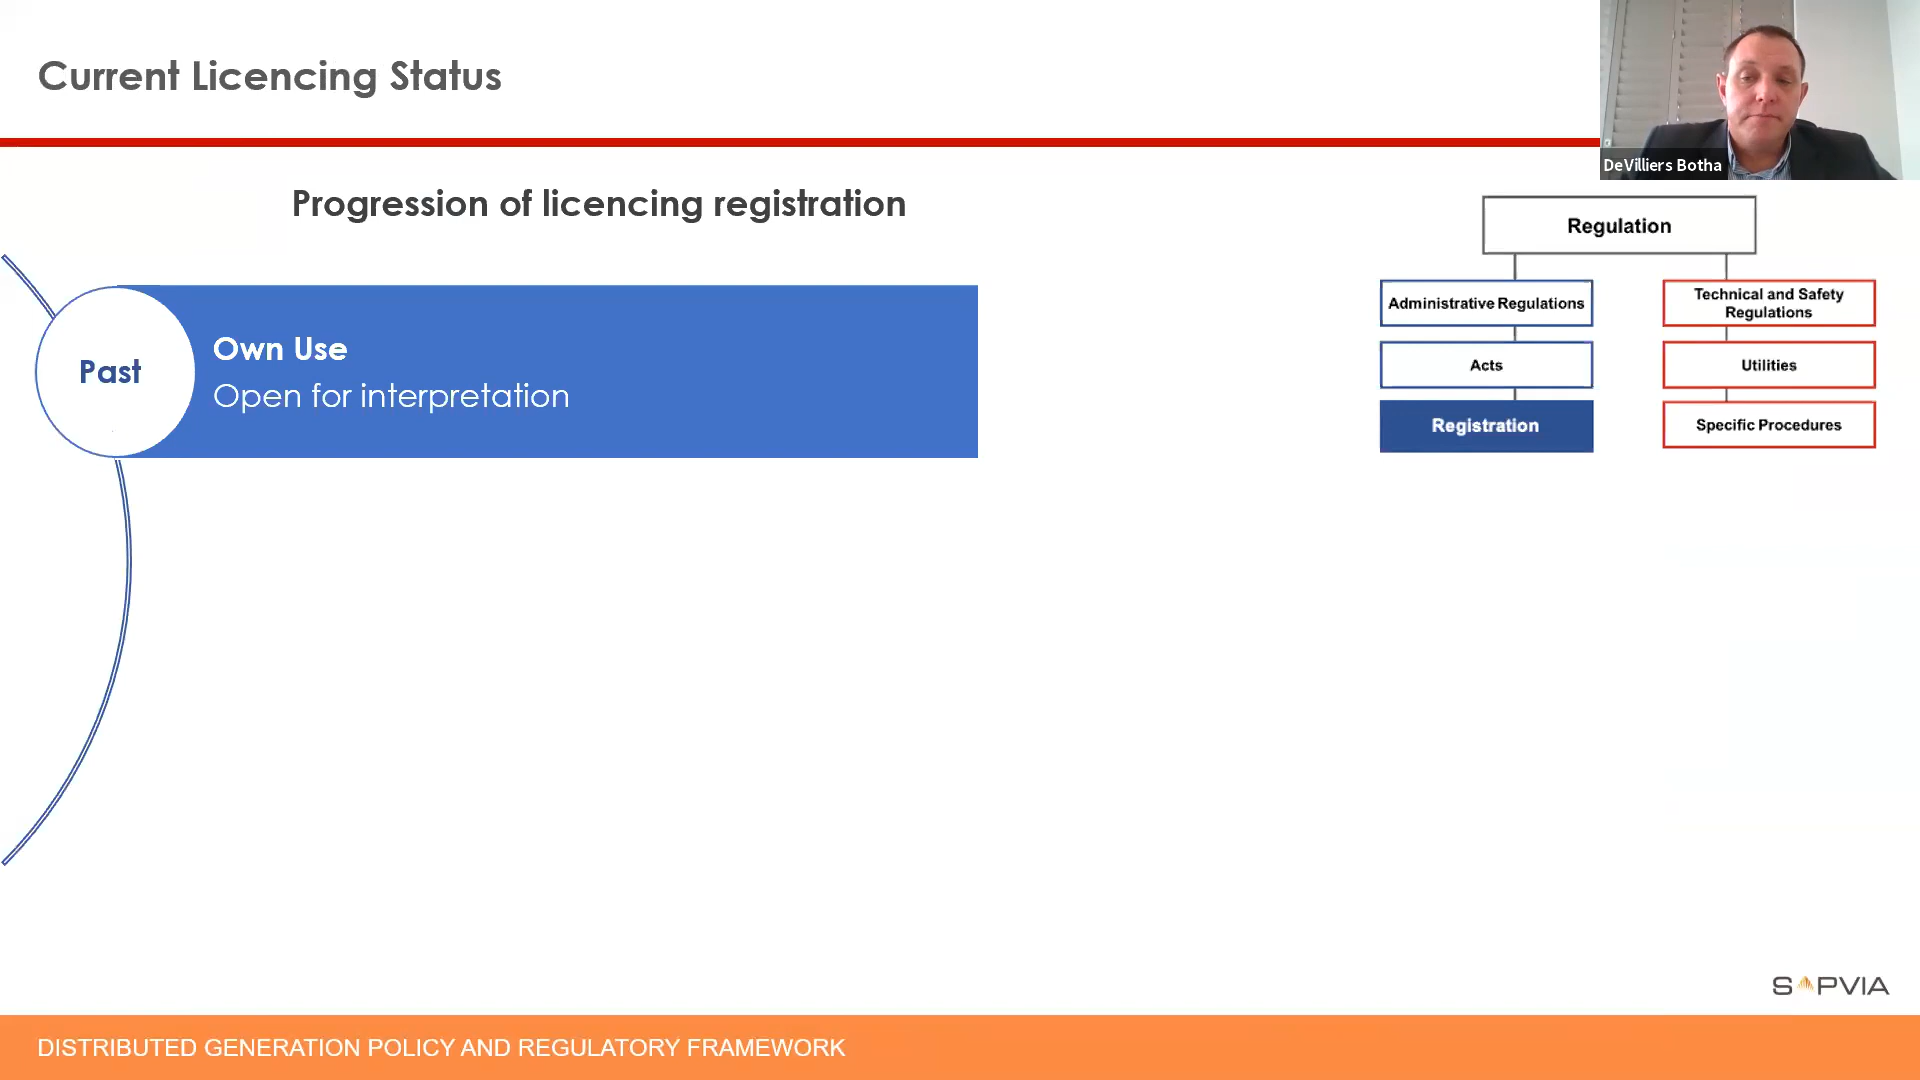 Current Licencing Status
DeVilliers Botha
Progression of licencing registration
Past
Own Use
Open for interpretation
Regulation
Administrative Regulations
Acts
Registration
Technical and Safety
Regulations
Utilities
Specific Procedures
SAPVIA
DISTRIBUTED GENERATION POLICY AND REGULATORY FRAMEWORK